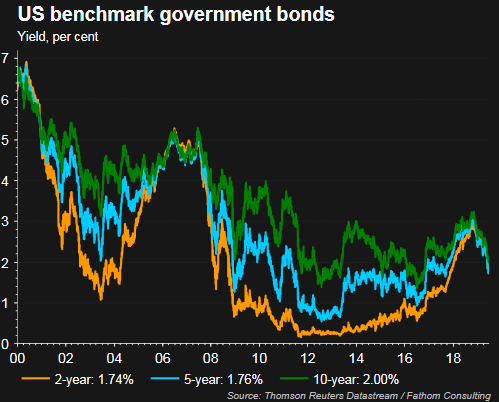 US benchmark government bonds
Yield, per cent
7
6
5
4
3
2
1
0
00 02 04 06 08 10 12 14 16 18
2-year: 1.74% 5-year: 1.76% 10-year: 2.00%
Source: Thomson Reuters Datastream / Fathom Consulting